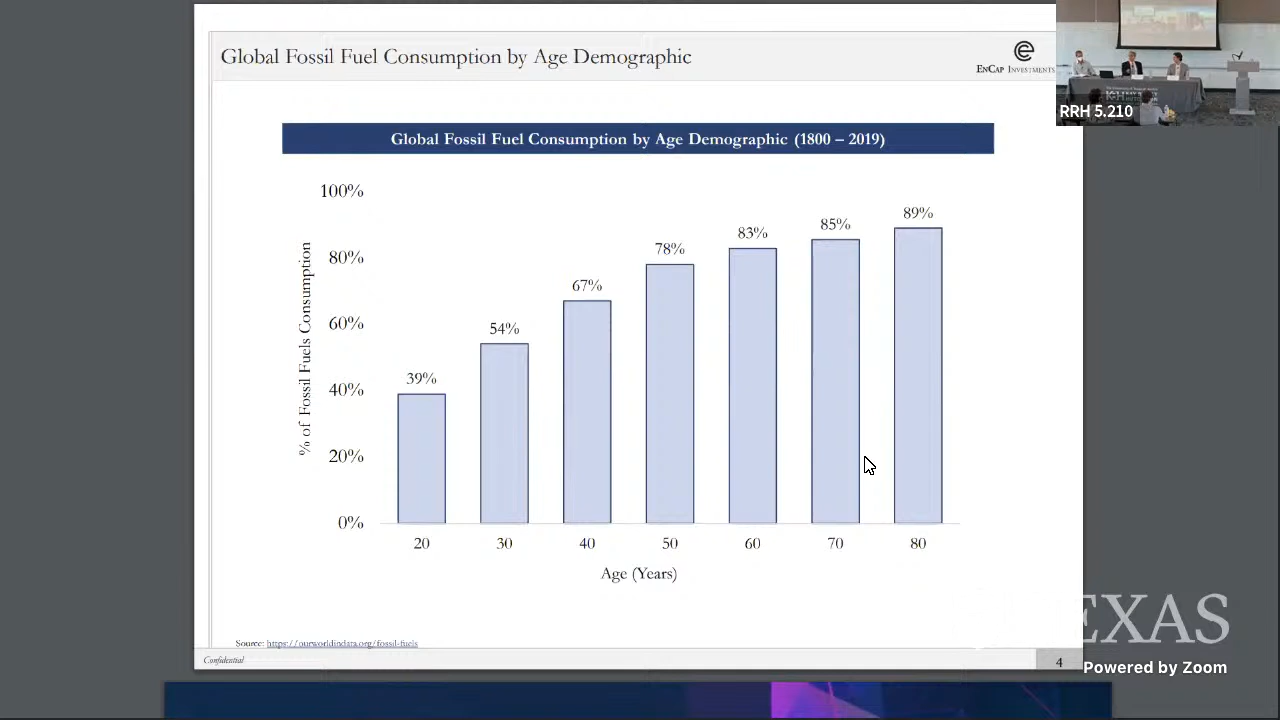 Global Fossil Fuel Consumption by Age Demographic
e
EnCap Investments
RRH 5.210
Global Fossil Fuel Consumption by Age Demographic (1800 – 2019)
% of Fossil Fuels Consumption
100%
80%
60%
40%
20%
0%
39%
54%
67%
78%
83%
85%
89%
20
30
40
50
60
70
80
Age (Years)
Source: https://ourworldindata.org/fossil-fuels
Confidential
4
EXAS
Powered by Zoom